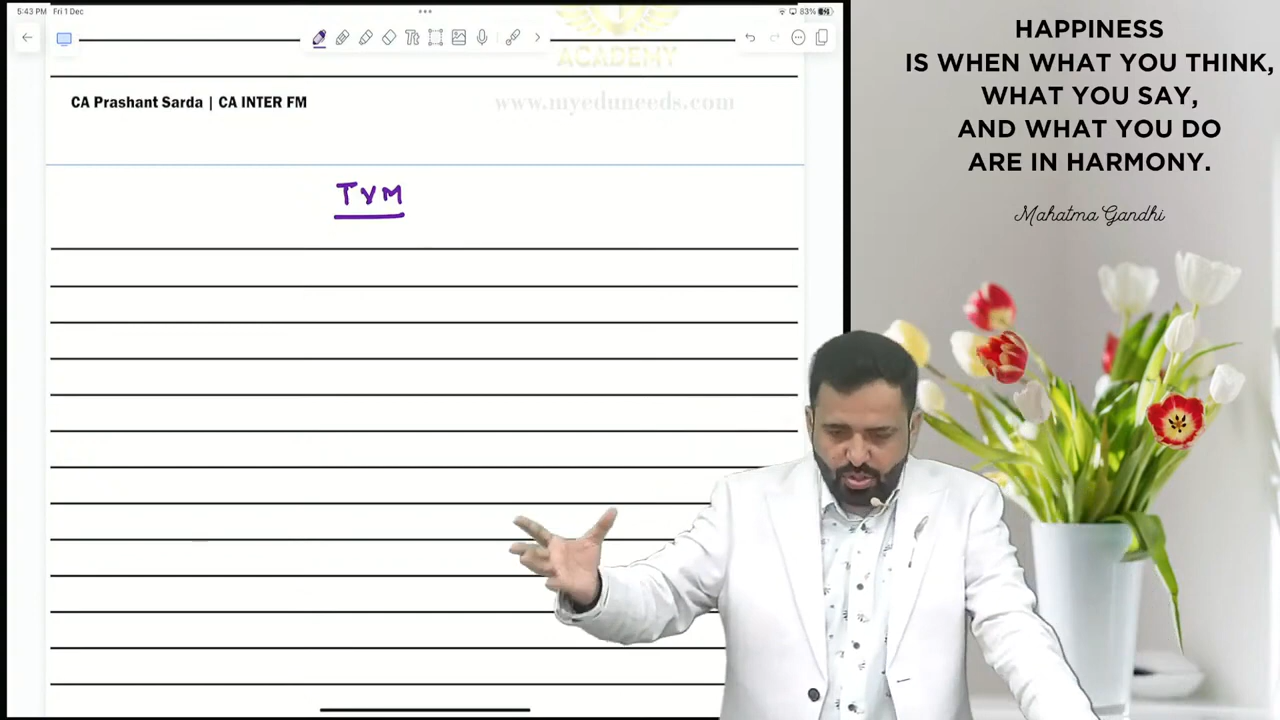 5:43 PM Fri 1 Dec
83%
ACADEMY
CA Prashant Sarda | CA INTER FM
www.myeduneeds.com
TVM
HAPPINESS
IS WHEN WHAT YOU THINK,
WHAT YOU SAY,
AND WHAT YOU DO
ARE IN HARMONY.
Mahatma Gandhi